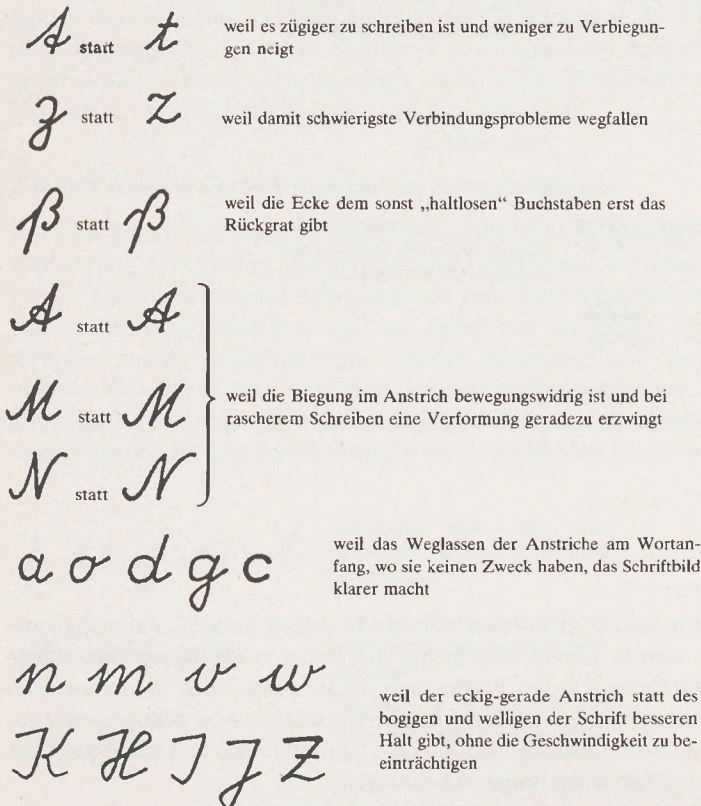 t statt t weil es zügiger zu schreiben ist und weniger zu Verbiegun-
gen neigt
z statt z weil damit schwierigste Verbindungsprobleme wegfallen
ß statt ß weil die Ecke dem sonst „haltlosen“ Buchstaben erst das
Rückgrat gibt
A statt A
M statt M weil die Biegung im Anstrich bewegungswidrig ist und bei
rascherem Schreiben eine Verformung geradezu erzwingt
N statt N
a o d g c weil das Weglassen der Anstriche am Wortan-
fang, wo sie keinen Zweck haben, das Schriftbild
klarer macht
n m v w
weil der eckig-gerade Anstrich statt des
bogigen und welligen der Schrift besseren
K H I J Z Halt gibt, ohne die Geschwindigkeit zu be-
einträchtigen